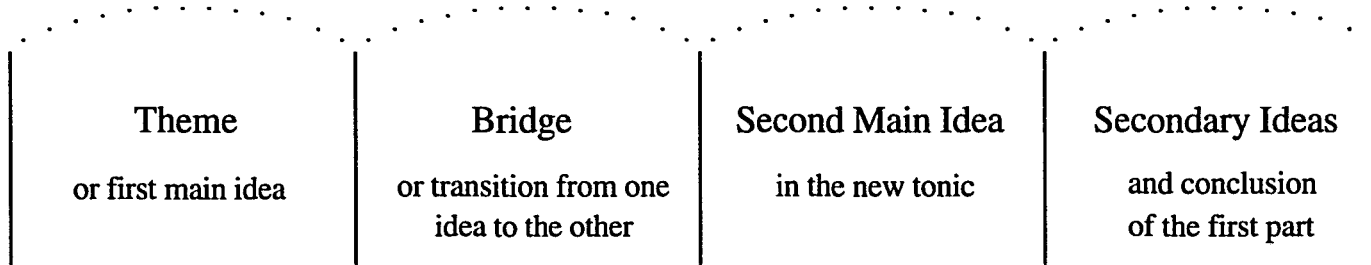 Theme
or first main idea
Bridge
or transition from one
idea to the other
Second Main Idea
in the new tonic
Secondary Ideas
and conclusion
of the first part